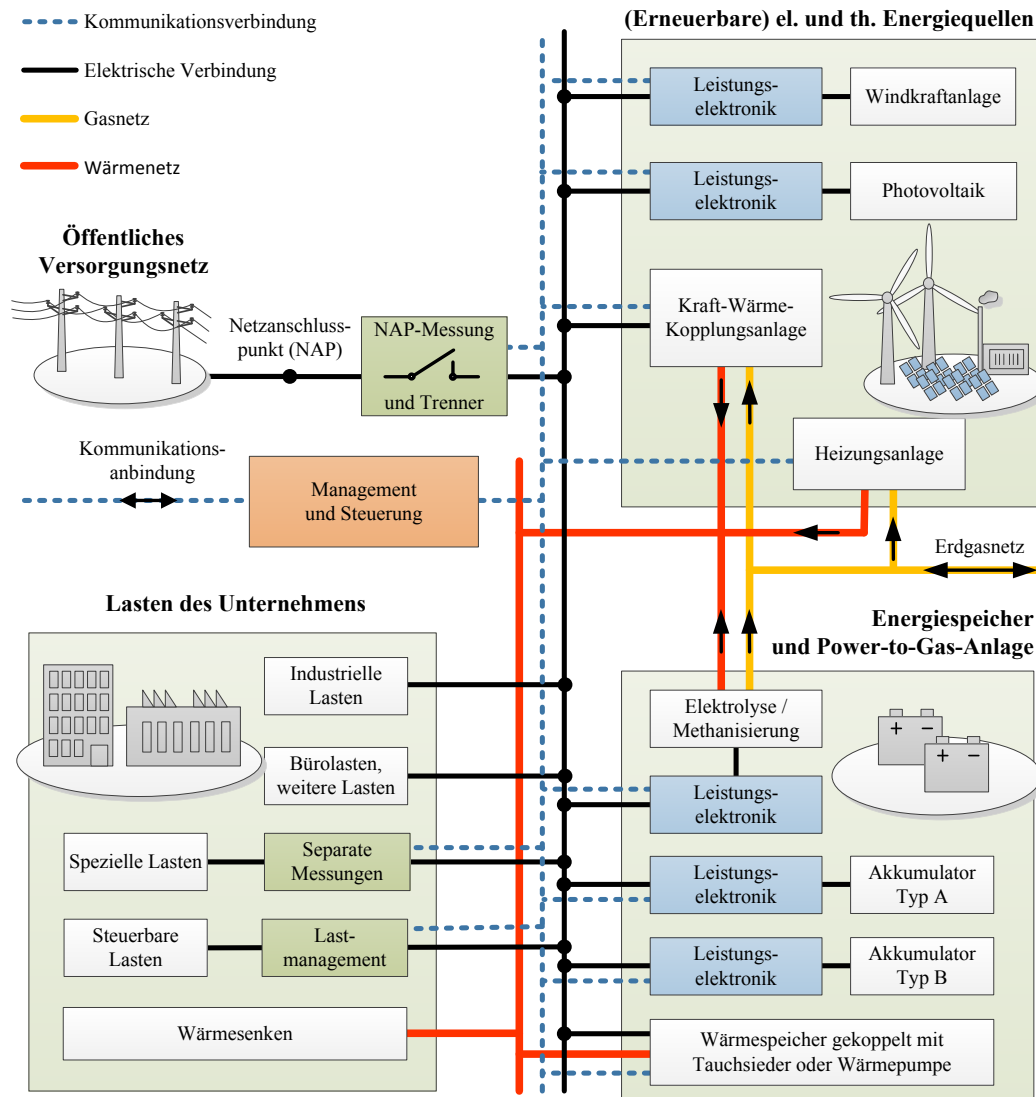 Kommunikationsverbindung
Elektrische Verbindung
Gasnetz
Wärmenetz
(Erneuerbare) el. und th. Energiequellen
Leistungs-
elektronik
Windkraftanlage
Leistungs-
elektronik
Photovoltaik
Kraft-Wärme-
Kopplungsanlage
Heizungsanlage
Erdgasnetz
Öffentliches
Versorgungsnetz
Netzanschluss-
punkt (NAP)
NAP-Messung
und Trenner
Kommunikations-
anbindung
Management
und Steuerung
Lasten des Unternehmens
Industrielle
Lasten
Bürolasten,
weitere Lasten
Spezielle Lasten
Separate
Messungen
Steuerbare
Lasten
Last-
management
Wärmesenken
Energiespeicher
und Power-to-Gas-Anlage
Elektrolyse /
Methanisierung
+ −
+ −
Leistungs-
elektronik
Leistungs-
elektronik
Akkumulator
Typ A
Leistungs-
elektronik
Akkumulator
Typ B
Wärmespeicher gekoppelt mit
Tauchsieder oder Wärmepumpe